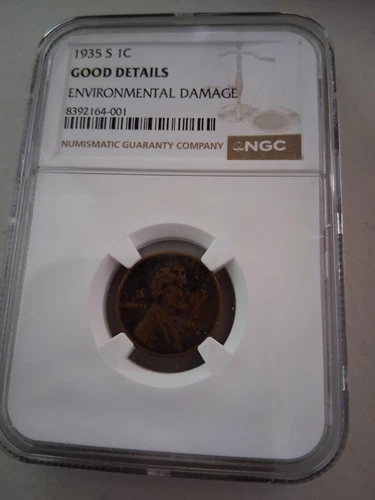 1935 S 1C
GOOD DETAILS
ENVIRONMENTAL DAMAGE
8392164-001
NUMISMATIC GUARANTY COMPANY NGC